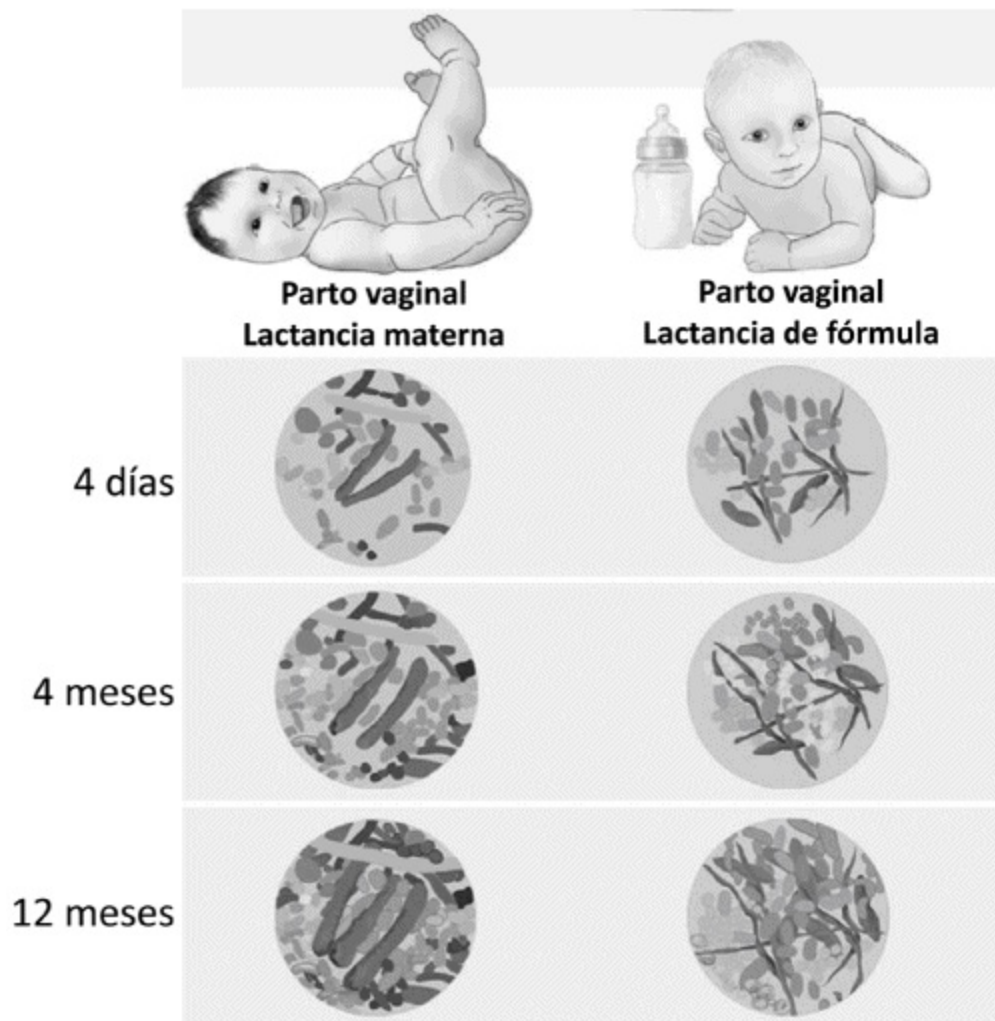 Parto vaginal
Lactancia materna
Parto vaginal
Lactancia de fórmula
4 días
4 meses
12 meses